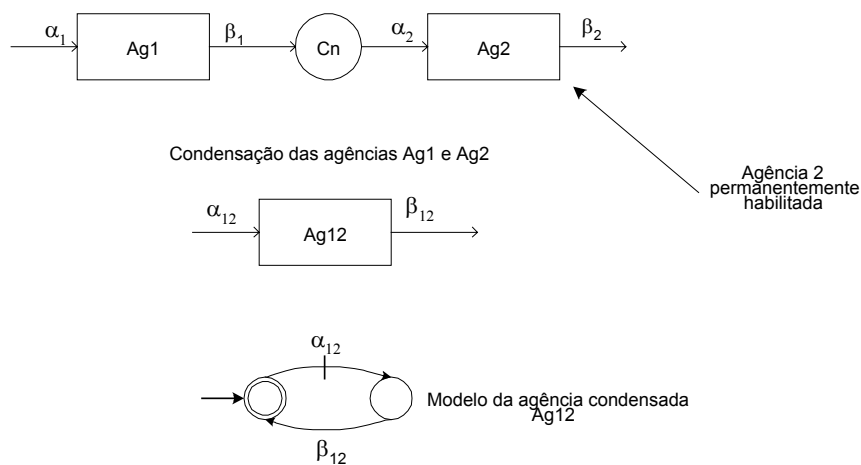 α1
Ag1
β1
Cn
α2
Ag2
β2
Condensação das agências Ag1 e Ag2
Agência 2
permanentemente
habilitada
α12
Ag12
β12
α12
Modelo da agência condensada
Ag12
β12